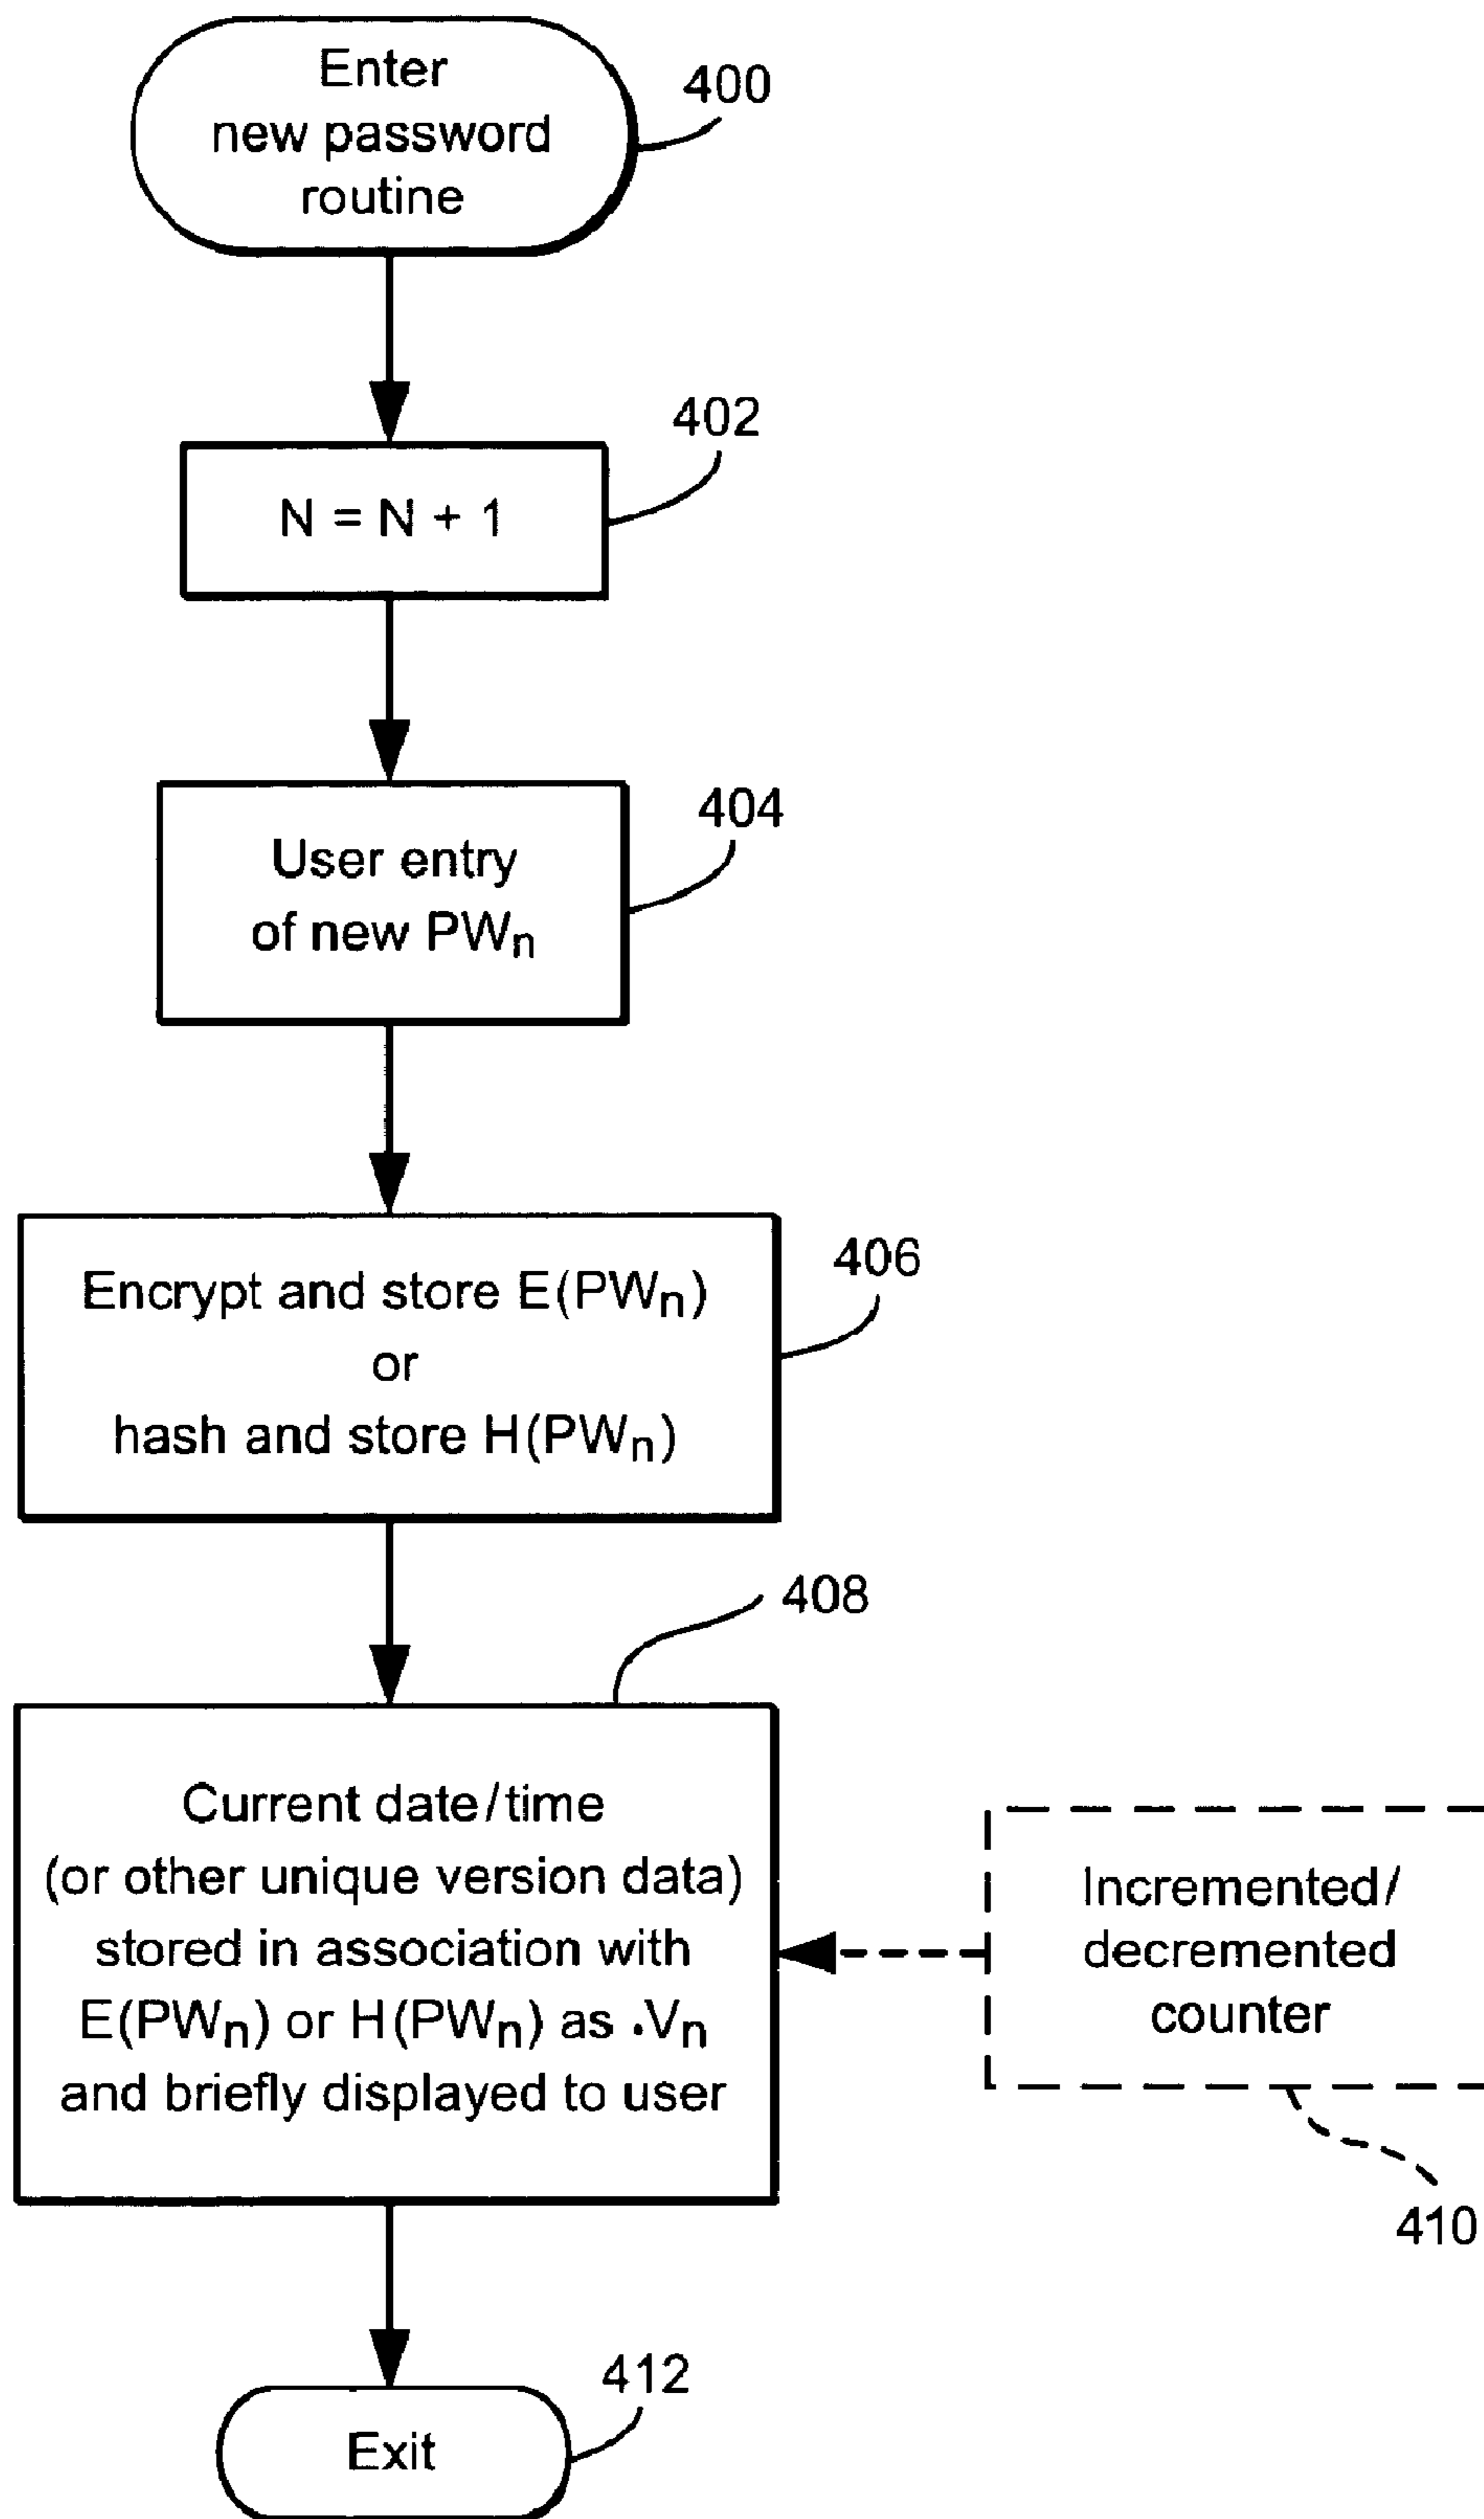 Enter
new password
routine
400
402
N = N + 1
404
User entry
of new PWn
406
Encrypt and store E(PWn)
or
hash and store H(PWn)
408
Current date/time
(or other unique version data)
stored in association with
E(PWn) or H(PWn) as .Vn
and briefly displayed to user
Incremented/
decremented
counter
410
412
Exit